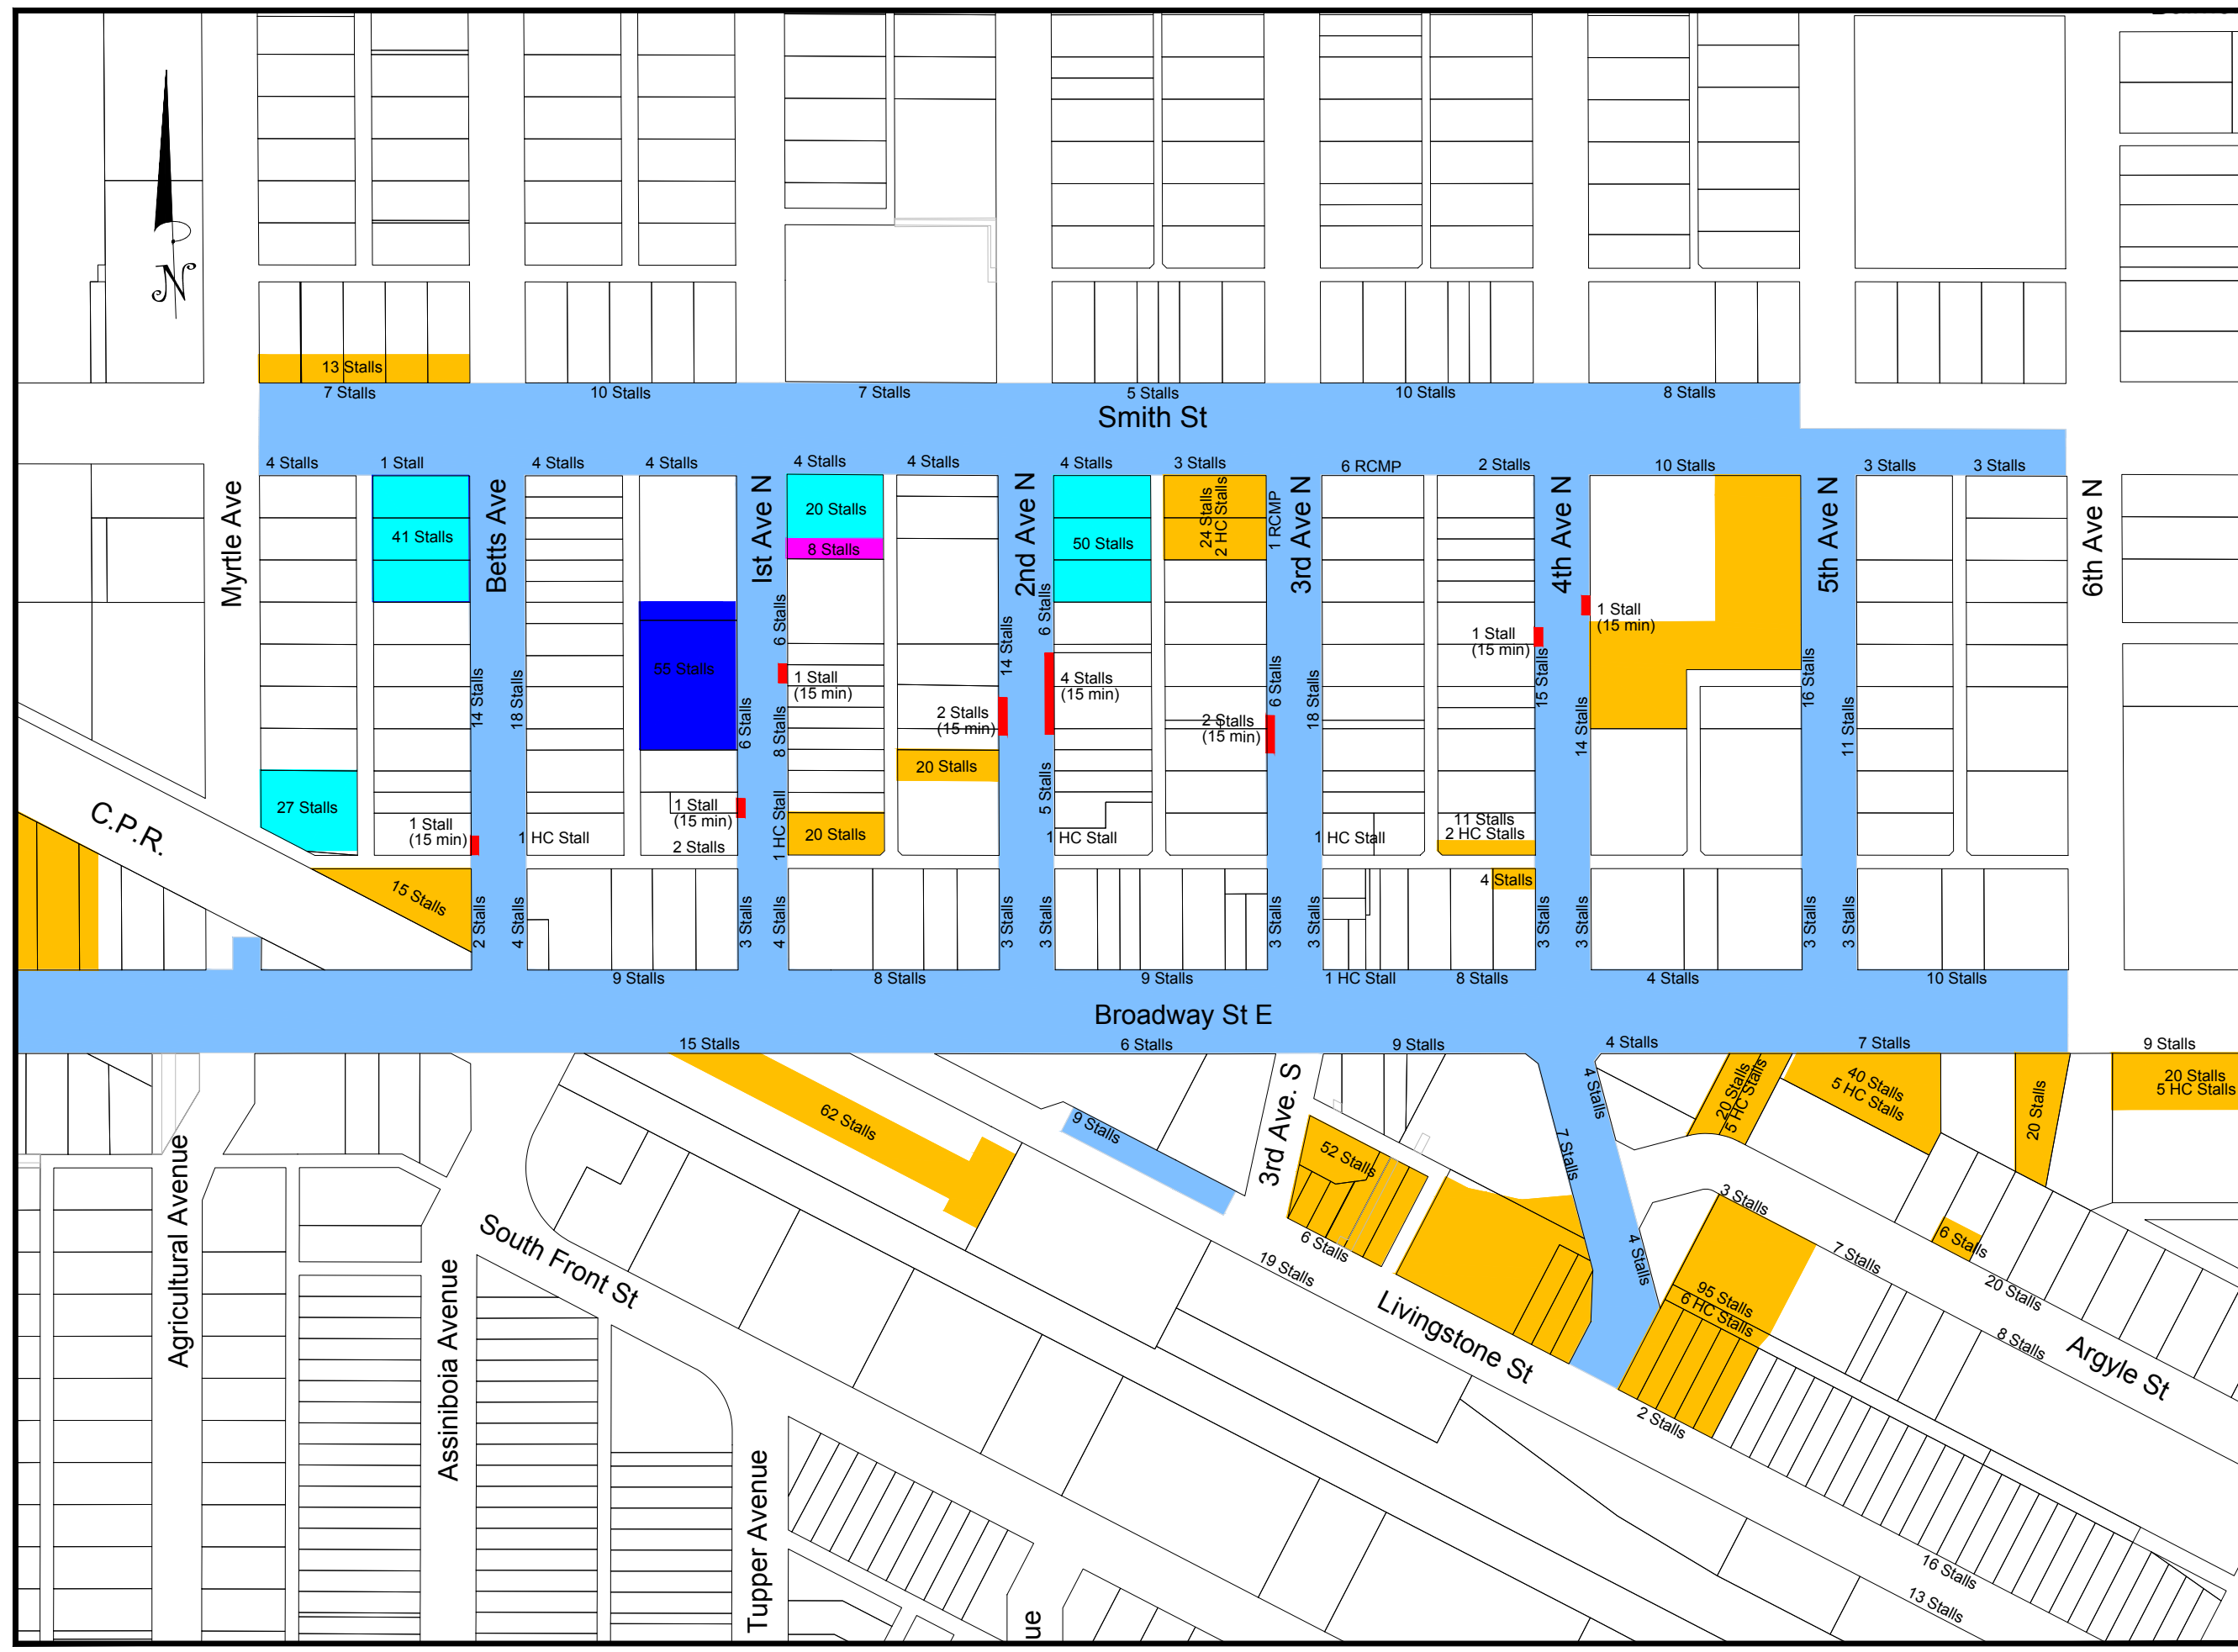 N
13 Stalls
7 Stalls
10 Stalls
7 Stalls
5 Stalls
10 Stalls
8 Stalls
Smith St
4 Stalls
1 Stall
4 Stalls
4 Stalls
4 Stalls
4 Stalls
4 Stalls
3 Stalls
6 RCMP
2 Stalls
10 Stalls
3 Stalls
3 Stalls
Myrtle Ave
Betts Ave
Ist Ave N
2nd Ave N
3rd Ave N
4th Ave N
5th Ave N
6th Ave N
41 Stalls
20 Stalls
8 Stalls
50 Stalls
24 Stalls
2 HC Stalls
1 RCMP
55 Stalls
6 Stalls
14 Stalls
6 Stalls
1 Stall
(15 min)
1 Stall
(15 min)
14 Stalls
18 Stalls
6 Stalls
1 Stall
(15 min)
8 Stalls
2 Stalls
(15 min)
4 Stalls
(15 min)
2 Stalls
(15 min)
6 Stalls
18 Stalls
15 Stalls
14 Stalls
16 Stalls
11 Stalls
20 Stalls
27 Stalls
C.P.R.
1 Stall
(15 min)
1 HC Stall
1 Stall
(15 min)
2 Stalls
1 HC Stall
20 Stalls
5 Stalls
1 HC Stall
1 HC Stall
11 Stalls
2 HC Stalls
4 Stalls
15 Stalls
2 Stalls
4 Stalls
3 Stalls
4 Stalls
3 Stalls
3 Stalls
3 Stalls
3 Stalls
3 Stalls
3 Stalls
3 Stalls
3 Stalls
9 Stalls
8 Stalls
9 Stalls
1 HC Stall
8 Stalls
4 Stalls
10 Stalls
Broadway St E
15 Stalls
6 Stalls
9 Stalls
4 Stalls
7 Stalls
9 Stalls
62 Stalls
9 Stalls
3rd Ave. S
52 Stalls
6 Stalls
7 Stalls
4 Stalls
4 Stalls
20 Stalls
5 HC Stalls
40 Stalls
5 HC Stalls
20 Stalls
20 Stalls
5 HC Stalls
3 Stalls
7 Stalls
6 Stalls
20 Stalls
8 Stalls
95 Stalls
6 HC Stalls
2 Stalls
19 Stalls
Livingstone St
Argyle St
South Front St
Agricultural Avenue
Assiniboia Avenue
Tupper Avenue
ue
16 Stalls
13 Stalls